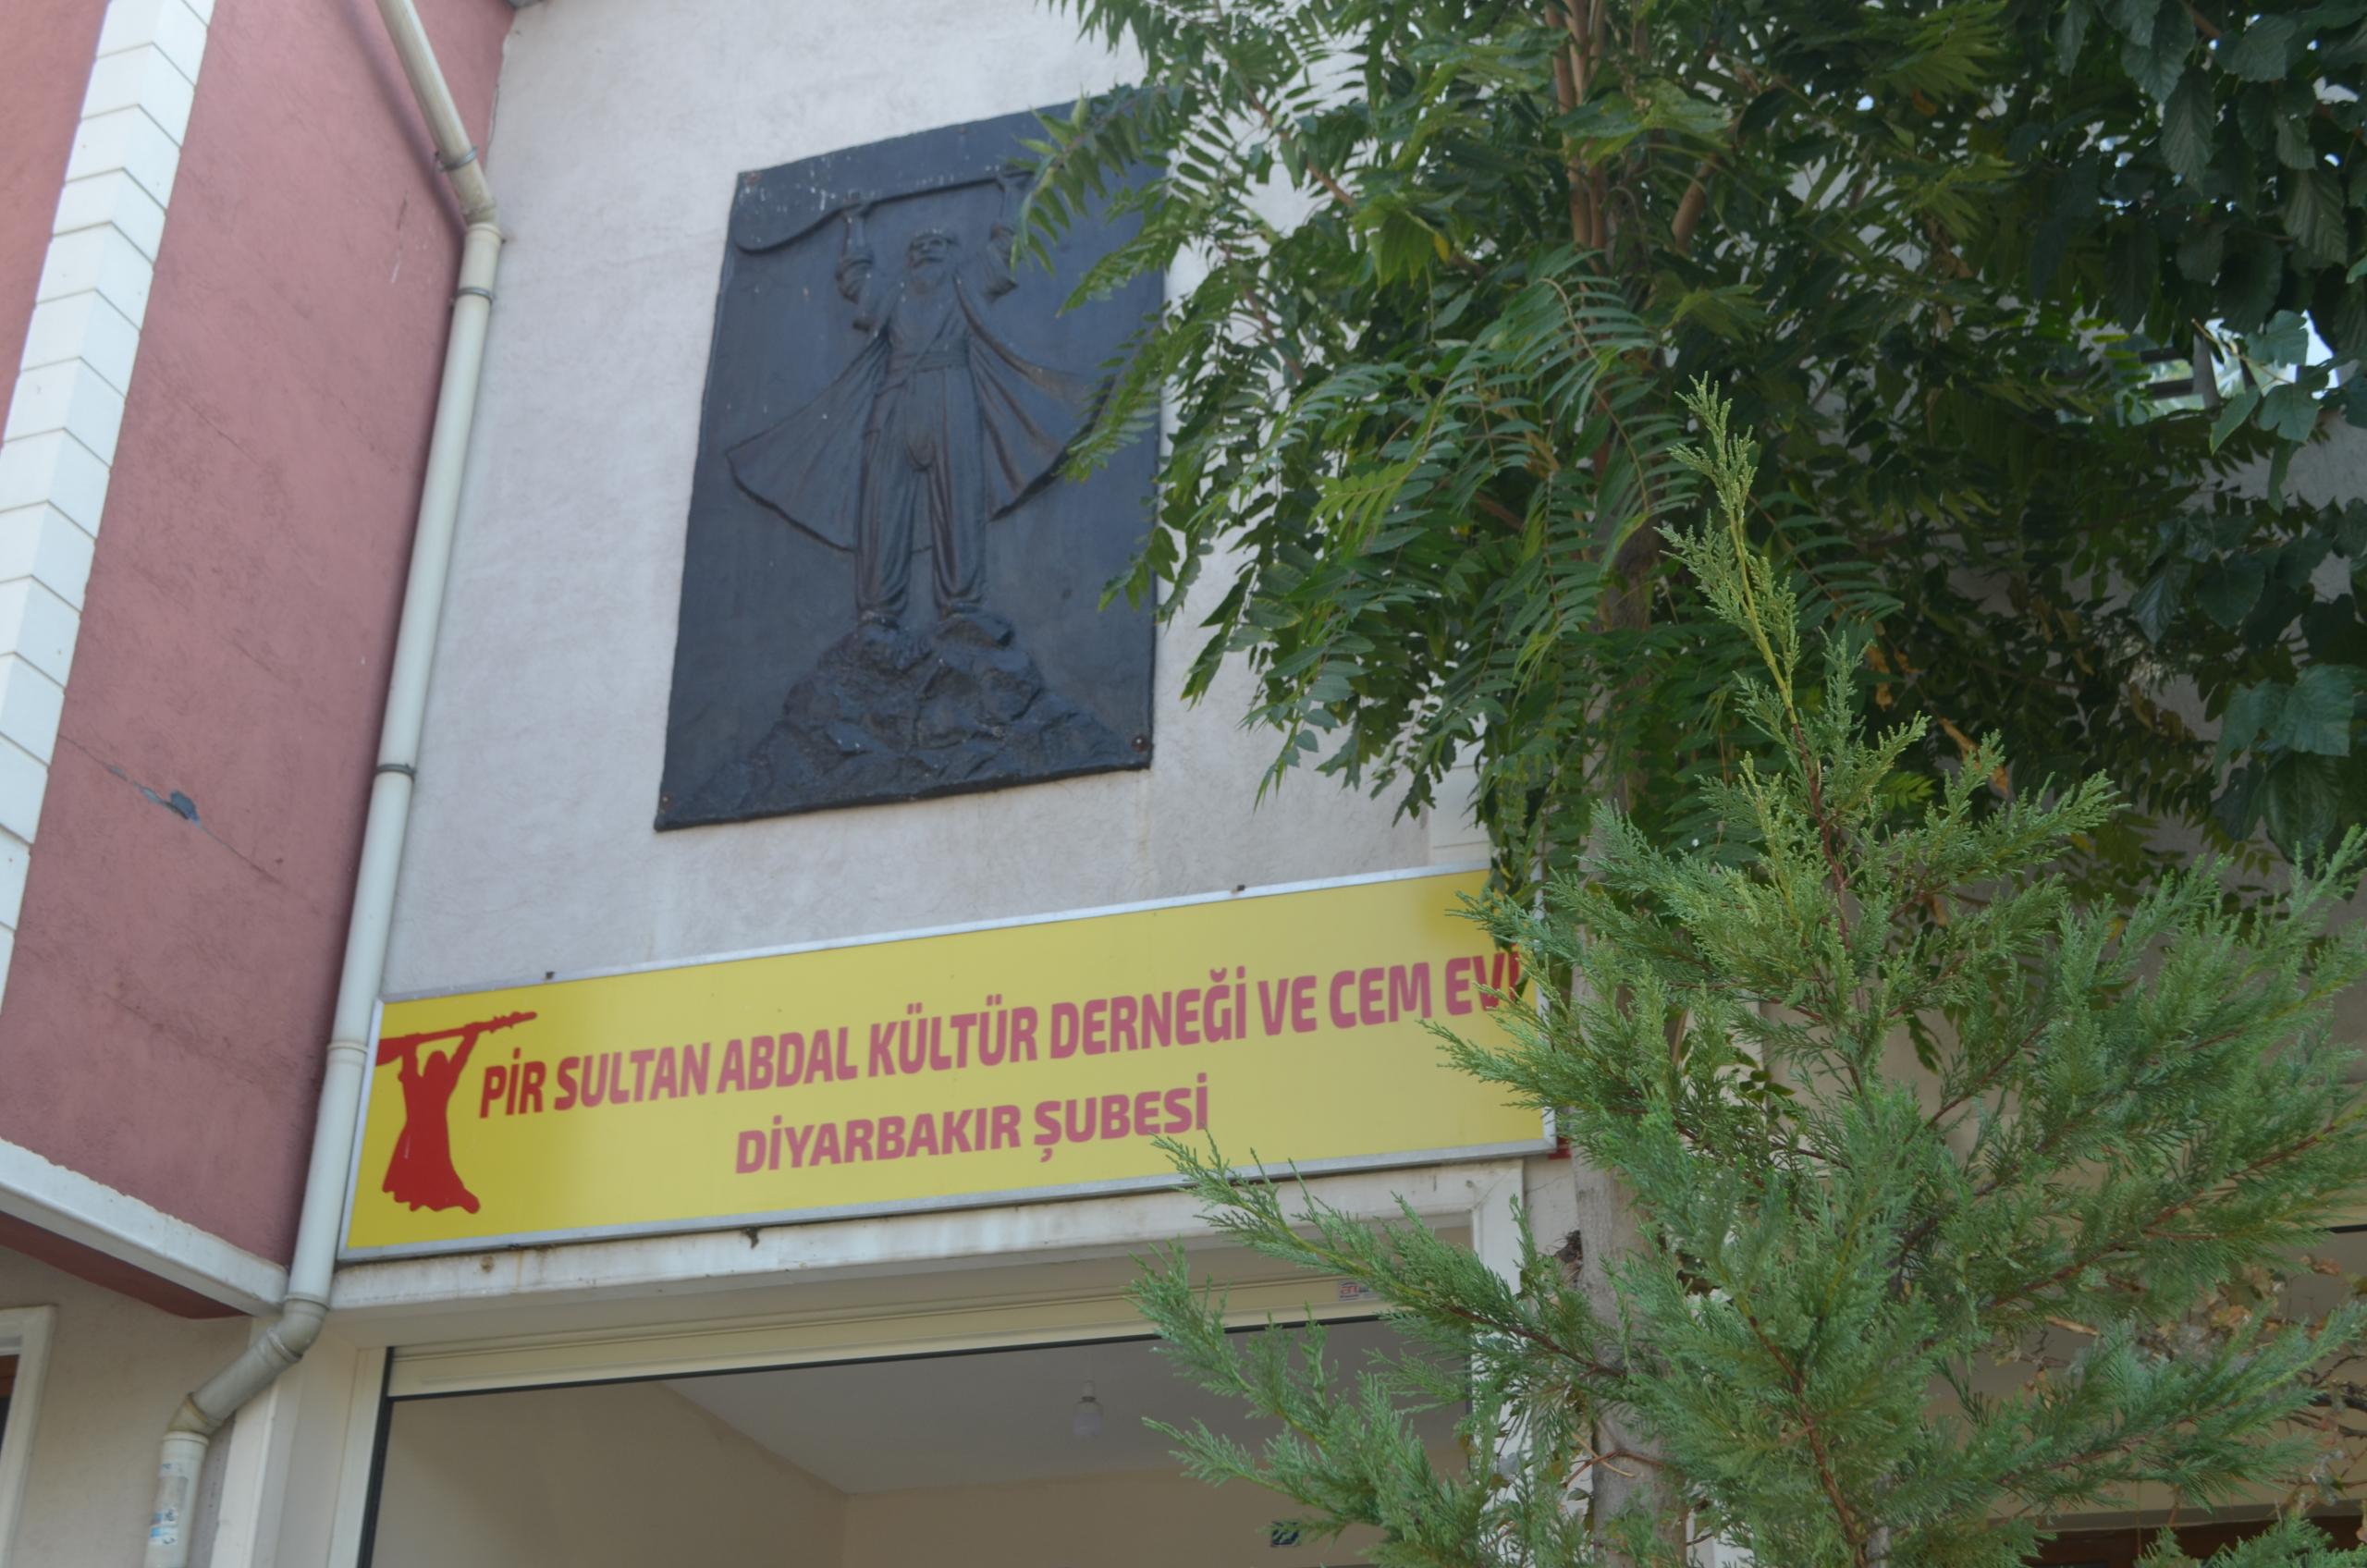 PİR SULTAN ABDAL KÜLTÜR DERNEĞİ VE CEM EVİ
DİYARBAKIR ŞUBESİ